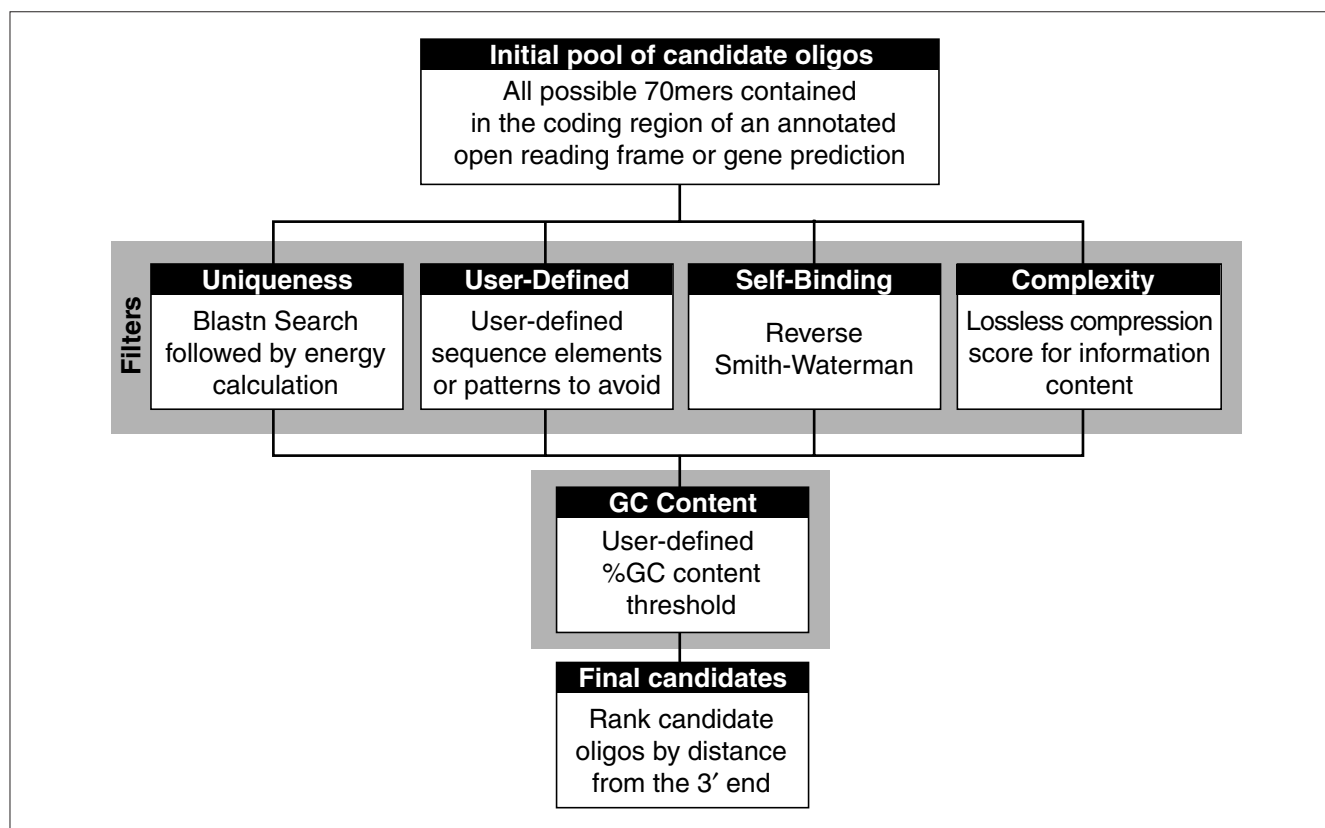 Initial pool of candidate oligos
All possible 70mers contained
in the coding region of an annotated
open reading frame or gene prediction
Filters
Uniqueness
Blastn Search
followed by energy
calculation
User-Defined
User-defined
sequence elements
or patterns to avoid
Self-Binding
Reverse
Smith-Waterman
Complexity
Lossless compression
score for information
content
GC Content
User-defined
%GC content
threshold
Final candidates
Rank candidate
oligos by distance
from the 3′ end